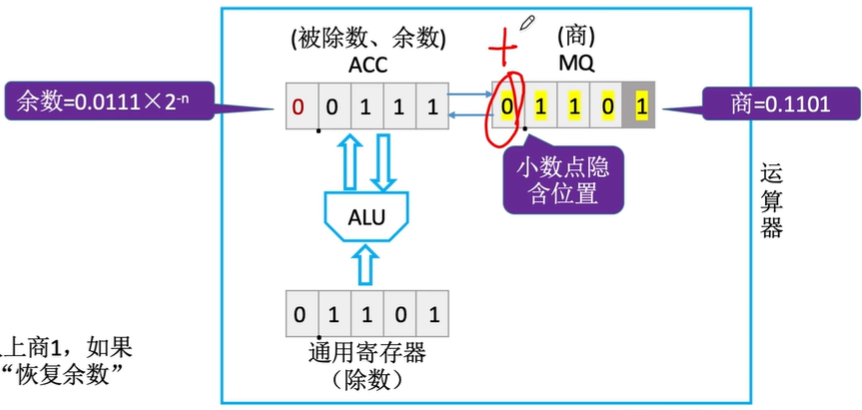 (被除数、余数)
ACC
+
(商)
MQ
余数=0.0111×2⁻ⁿ
0 0 1 1 1
0 1 1 0 1
商=0.1101
小数点隐
含位置
运
算
器
ALU
0 1 1 0 1
通用寄存器
(除数)
上商1，如果
“恢复余数”